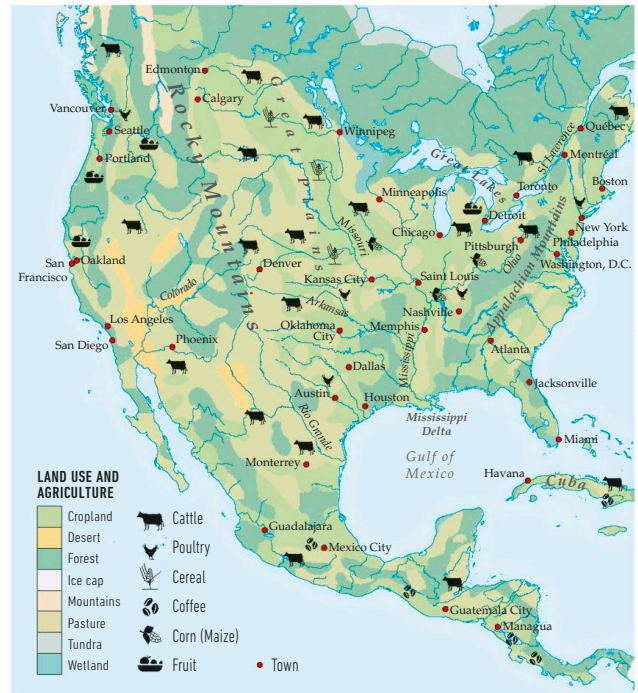 Edmonton
Calgary
Vancouver
Seattle
Portland
Winnipeg
Québec
St Lawrence
Montréal
Great Lakes
Toronto
Boston
Rocky Mountains
Great Plains
Minneapolis
Detroit
New York
Chicago
Pittsburgh
Philadelphia
Washington, D.C.
Missouri
Ohio
Appalachian Mountains
Oakland
San
Francisco
Denver
Kansas City
Saint Louis
Colorado
Arkansas
Nashville
Los Angeles
San Diego
Phoenix
Oklahoma
City
Memphis
Mississippi
Atlanta
Dallas
Austin
Houston
Jacksonville
Mississippi
Delta
Rio Grande
Miami
Gulf of
Mexico
Monterrey
Havana
Cuba
Guadalajara
Mexico City
Guatemala City
Managua
LAND USE AND
AGRICULTURE
Cropland
Desert
Forest
Ice cap
Mountains
Pasture
Tundra
Wetland
Cattle
Poultry
Cereal
Coffee
Corn (Maize)
Fruit
Town